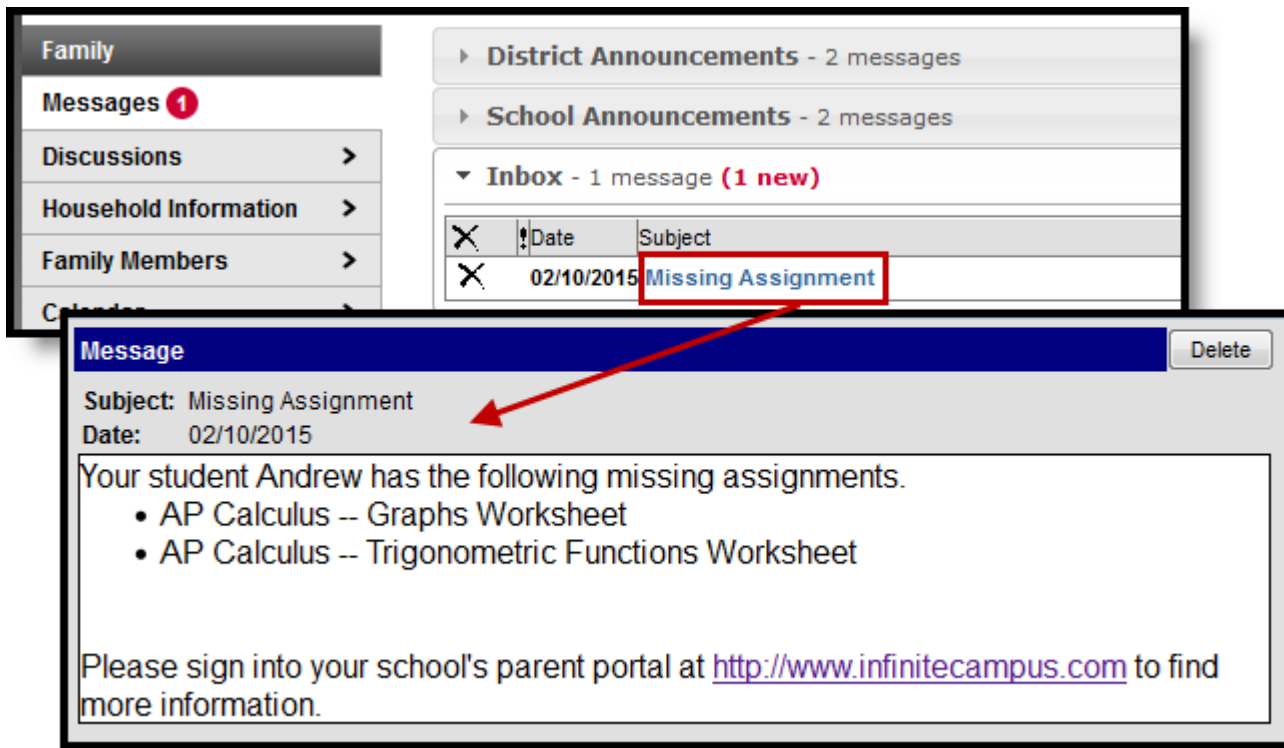 Family
Messages 1
Discussions
Household Information
Family Members
Calendar
District Announcements - 2 messages
School Announcements - 2 messages
Inbox - 1 message (1 new)
Date Subject
02/10/2015 Missing Assignment
Message
Delete
Subject: Missing Assignment
Date: 02/10/2015
Your student Andrew has the following missing assignments.
• AP Calculus -- Graphs Worksheet
• AP Calculus -- Trigonometric Functions Worksheet
Please sign into your school's parent portal at http://www.infinitecampus.com to find
more information.